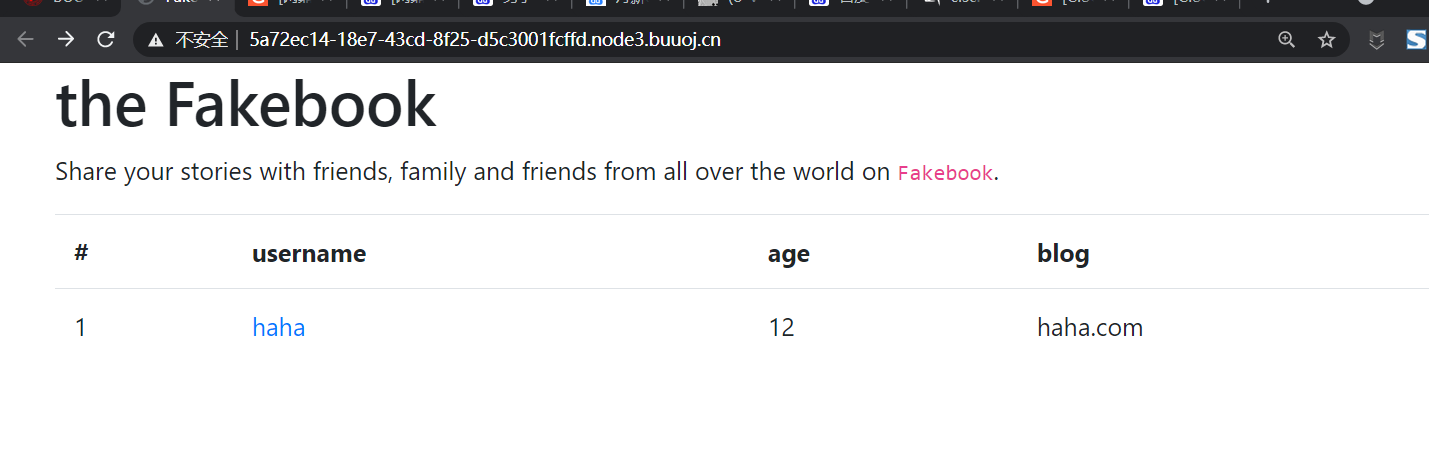 不安全 | 5a72ec14-18e7-43cd-8f25-d5c3001fcffd.node3.buuoj.cn
the Fakebook
Share your stories with friends, family and friends from all over the world on Fakebook.
# username age blog
1 haha 12 haha.com